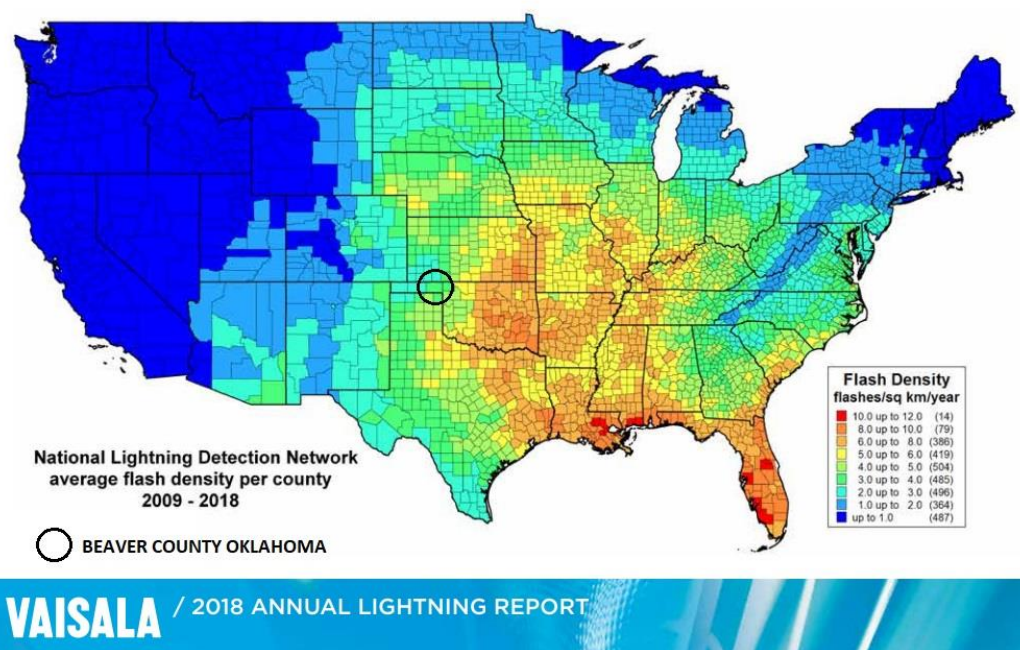 National Lightning Detection Network
average flash density per county
2009 - 2018
BEAVER COUNTY OKLAHOMA
Flash Density
flashes/sq km/year
10.0 up to 12.0 (14)
8.0 up to 10.0 (79)
6.0 up to 8.0 (386)
5.0 up to 6.0 (419)
4.0 up to 5.0 (504)
3.0 up to 4.0 (485)
2.0 up to 3.0 (496)
1.0 up to 2.0 (364)
up to 1.0 (487)
VAISALA / 2018 ANNUAL LIGHTNING REPORT